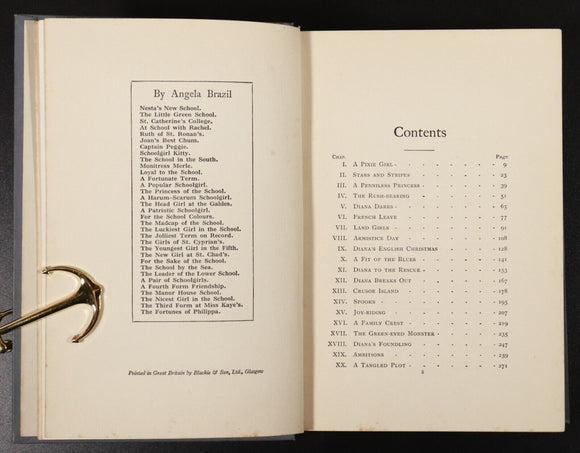 By Angela Brazil
Nesta's New School.
The Little Green School.
St. Catherine's College.
At School with Rachel.
Ruth of St. Ronan's.
Joan's Best Chum.
Captain Peggie.
Schoolgirl Kitty.
The School in the South.
Monitress Merle.
Loyal to the School.
A Fortunate Term.
A Popular Schoolgirl.
The Princess of the School.
A Harum-Scarum Schoolgirl.
The Head Girl at the Gables.
A Patriotic Schoolgirl.
For the School Colours.
The Madcap of the School.
The Luckiest Girl in the School.
The Jolliest Term on Record.
The Girls of St. Cyprian's.
The Youngest Girl in the Fifth.
The New Girl at St. Chad's.
For the Sake of the School.
The School by the Sea.
The Leader of the Lower School.
A Pair of Schoolgirls.
A Fourth Form Friendship.
The Manor House School.
The Nicest Girl in the School.
The Third Form at Miss Kaye's.
The Fortunes of Philippa.
Printed in Great Britain by Blackie & Son, Ltd., Glasgow
Contents
Chap. Page
I. A Pixie Girl - - - - - - - 9
II. Stars and Stripes - - - - - - 23
III. A Penniless Princess - - - - - - 39
IV. The Rush-bearing - - - - - - 51
V. Diana Dares - - - - - - - 65
VI. French Leave - - - - - - - 77
VII. Land Girls - - - - - - - 91
VIII. Armistice Day - - - - - - - 108
IX. Diana's English Christmas - - - - - 128
X. A Fit of the Blues - - - - - - 141
XI. Diana to the Rescue - - - - - - 153
XII. Diana Breaks Out - - - - - - 167
XIII. Crusoe Island - - - - - - - 178
XIV. Spooks - - - - - - - - 195
XV. Joy-riding - - - - - - - 207
XVI. A Family Crest - - - - - - - 219
XVII. The Green-eyed Monster - - - - - 235
XVIII. Diana's Foundling - - - - - - 247
XIX. Ambitions - - - - - - - 259
XX. A Tangled Plot - - - - - - - 271